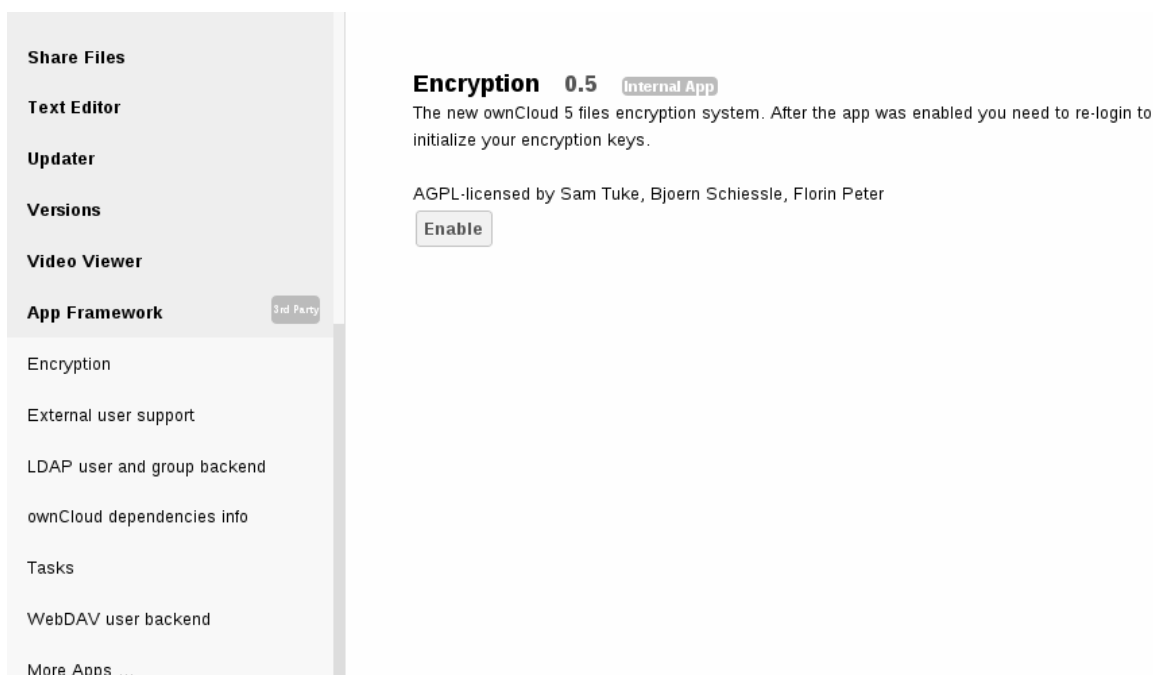 Share Files
Text Editor
Updater
Versions
Video Viewer
App Framework 3rd Party
Encryption
External user support
LDAP user and group backend
ownCloud dependencies info
Tasks
WebDAV user backend
More Apps ...
Encryption 0.5 Internal App
The new ownCloud 5 files encryption system. After the app was enabled you need to re-login to
initialize your encryption keys.
AGPL-licensed by Sam Tuke, Bjoern Schiessle, Florin Peter
Enable